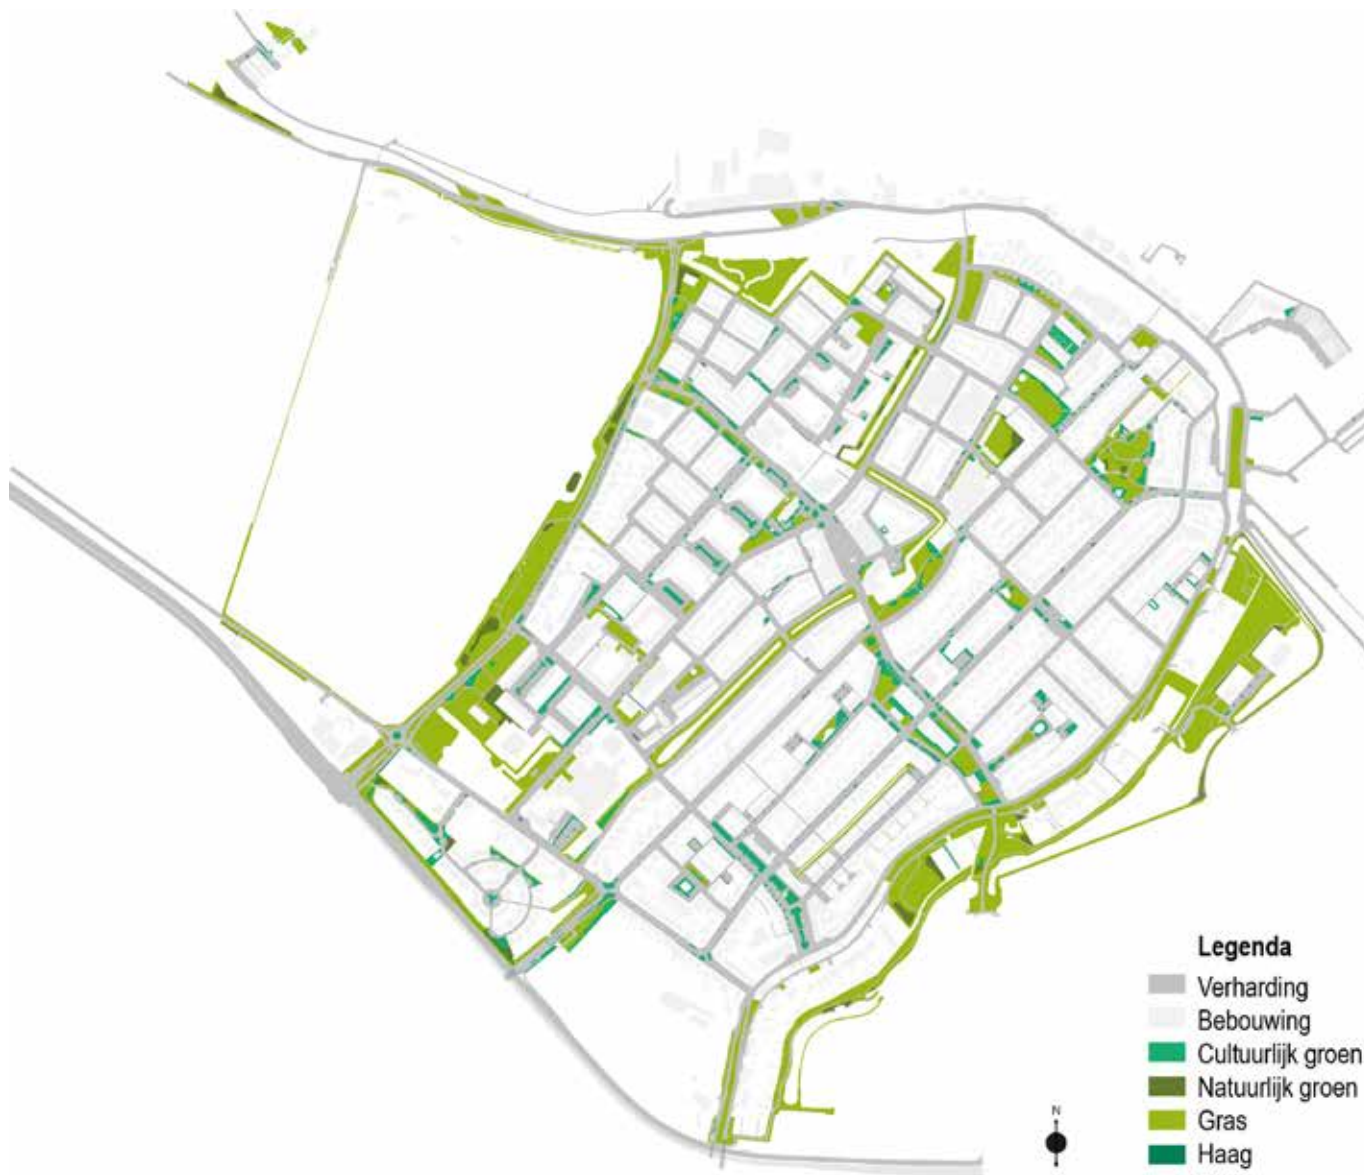 Legenda
Verharding
Bebouwing
Cultuurlijk groen
Natuurlijk groen
Gras
Haag
N